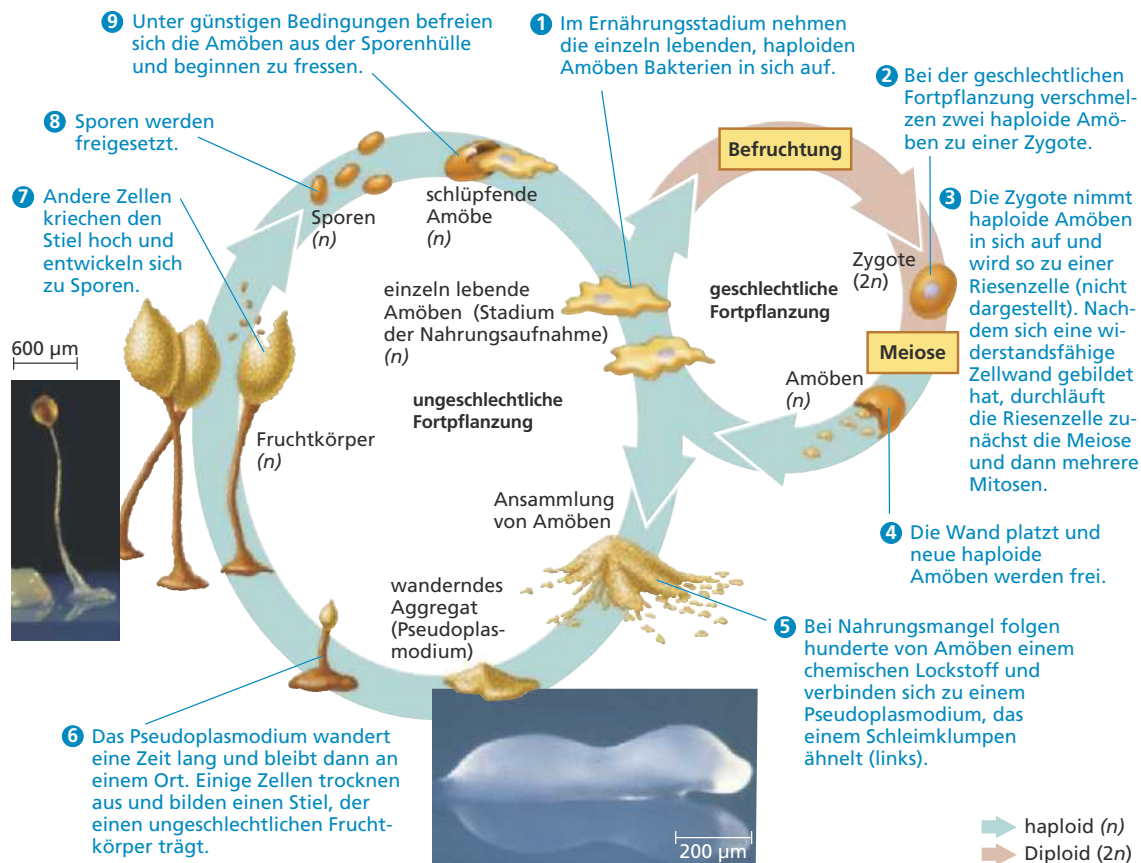 9 Unter günstigen Bedingungen befreien
sich die Amöben aus der Sporenhülle
und beginnen zu fressen.
1 Im Ernährungsstadium nehmen
die einzeln lebenden, haploiden
Amöben Bakterien in sich auf.
2 Bei der geschlechtlichen
Fortpflanzung verschmel-
zen zwei haploide Amö-
ben zu einer Zygote.
8 Sporen werden
freigesetzt.
Befruchtung
7 Andere Zellen
kriechen den
Stiel hoch und
entwickeln sich
zu Sporen.
Sporen
(n)
schlüpfende
Amöbe
(n)
3 Die Zygote nimmt
haploide Amöben
in sich auf und
wird so zu einer
Riesenzelle (nicht
dargestellt). Nach-
dem sich eine wi-
derstandsfähige
Zellwand gebildet
hat, durchläuft
die Riesenzelle zu-
nächst die Meiose
und dann mehrere
Mitosen.
Zygote
(2n)
einzeln lebende
Amöben (Stadium
der Nahrungsaufnahme)
(n)
geschlechtliche
Fortpflanzung
600 µm
Meiose
Amöben
(n)
ungeschlechtliche
Fortpflanzung
Fruchtkörper
(n)
Ansammlung
von Amöben
4 Die Wand platzt und
neue haploide
Amöben werden frei.
wanderndes
Aggregat
(Pseudoplas-
modium)
5 Bei Nahrungsmangel folgen
hunderte von Amöben einem
chemischen Lockstoff und
verbinden sich zu einem
Pseudoplasmodium, das
einem Schleimklumpen
ähnelt (links).
6 Das Pseudoplasmodium wandert
eine Zeit lang und bleibt dann an
einem Ort. Einige Zellen trocknen
aus und bilden einen Stiel, der
einen ungeschlechtlichen Frucht-
körper trägt.
200 µm
haploid (n)
Diploid (2n)